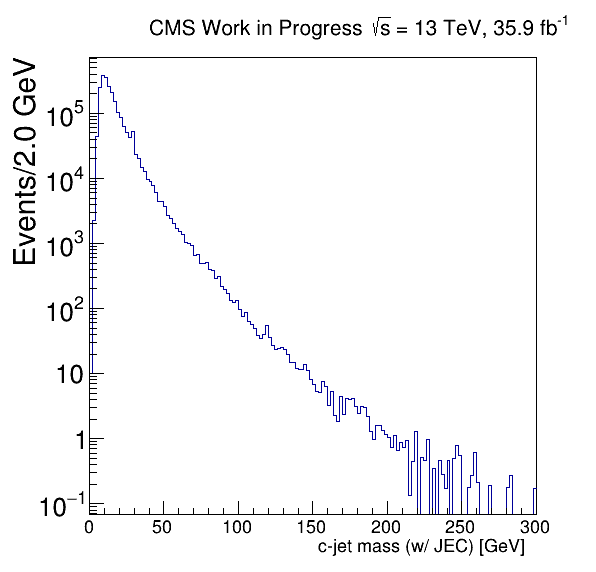 CMS Work in Progress √s = 13 TeV, 35.9 fb⁻¹
Events/2.0 GeV
10⁵
10⁴
10³
10²
10
1
10⁻¹
0 50 100 150 200 250 300
c-jet mass (w/ JEC) [GeV]